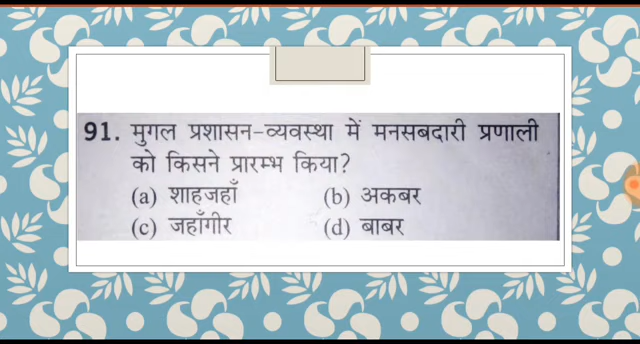 91. मुगल प्रशासन-व्यवस्था में मनसबदारी प्रणाली
को किसने प्रारम्भ किया?
(a) शाहजहाँ (b) अकबर
(c) जहाँगीर (d) बाबर